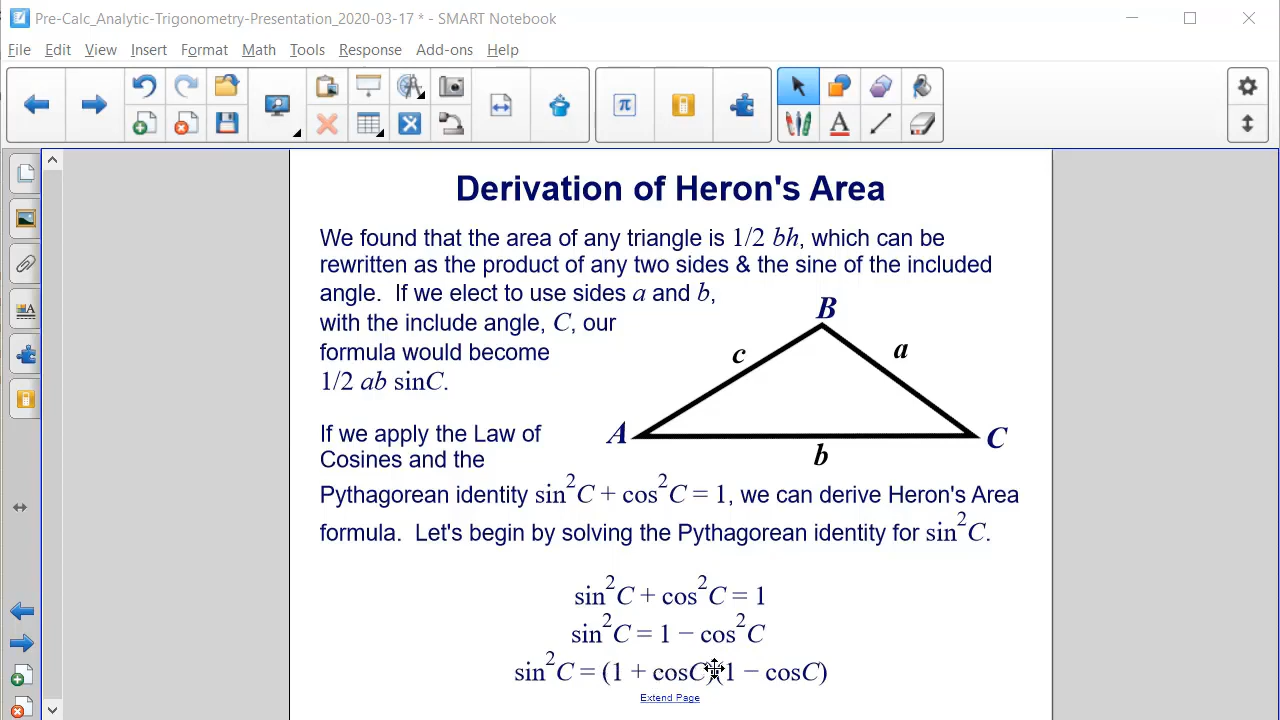 Pre-Calc_Analytic-Trigonometry-Presentation_2020-03-17 * - SMART Notebook
File Edit View Insert Format Math Tools Response Add-ons Help
π
A
Derivation of Heron's Area
We found that the area of any triangle is 1/2 bh, which can be
rewritten as the product of any two sides & the sine of the included
angle. If we elect to use sides a and b,
with the include angle, C, our
formula would become
1/2 ab sinC.
B
c
a
A
C
b
If we apply the Law of
Cosines and the
Pythagorean identity sin²C + cos²C = 1, we can derive Heron's Area
formula. Let's begin by solving the Pythagorean identity for sin²C.
sin²C + cos²C = 1
sin²C = 1 − cos²C
sin²C = (1 + cosC)(1 − cosC)
Extend Page